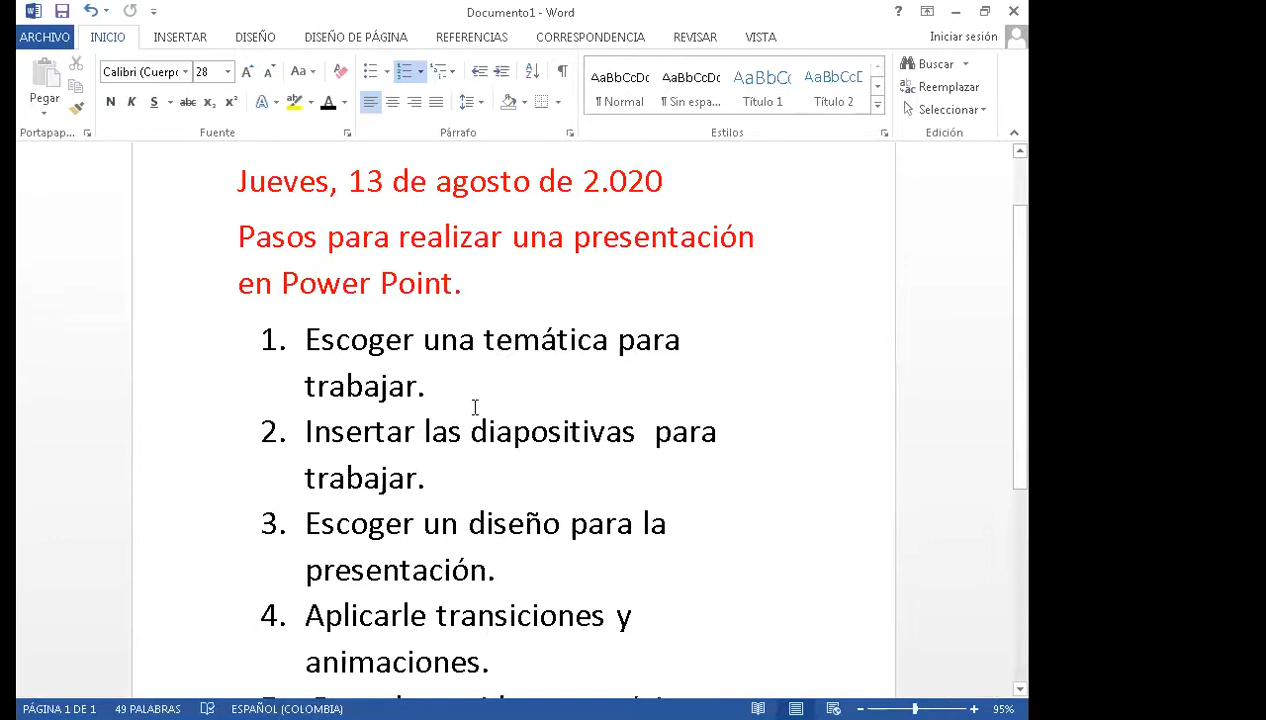 Documento1 - Word
ARCHIVO INICIO INSERTAR DISEÑO DISEÑO DE PÁGINA REFERENCIAS CORRESPONDENCIA REVISAR VISTA Iniciar sesión
Calibri (Cuerpo 28 Aa
Pegar
N K S abc x₂ x² A A
AaBbCcDc AaBbCcDc AaBbC( AaBbCcD
¶ Normal ¶ Sin espa... Título 1 Título 2
Buscar
Reemplazar
Seleccionar
Portapap... Fuente Párrafo Estilos Edición
Jueves, 13 de agosto de 2.020
Pasos para realizar una presentación
en Power Point.
1. Escoger una temática para
trabajar.
2. Insertar las diapositivas para
trabajar.
3. Escoger un diseño para la
presentación.
4. Aplicarle transiciones y
animaciones.
PÁGINA 1 DE 1 49 PALABRAS ESPAÑOL (COLOMBIA) 95%